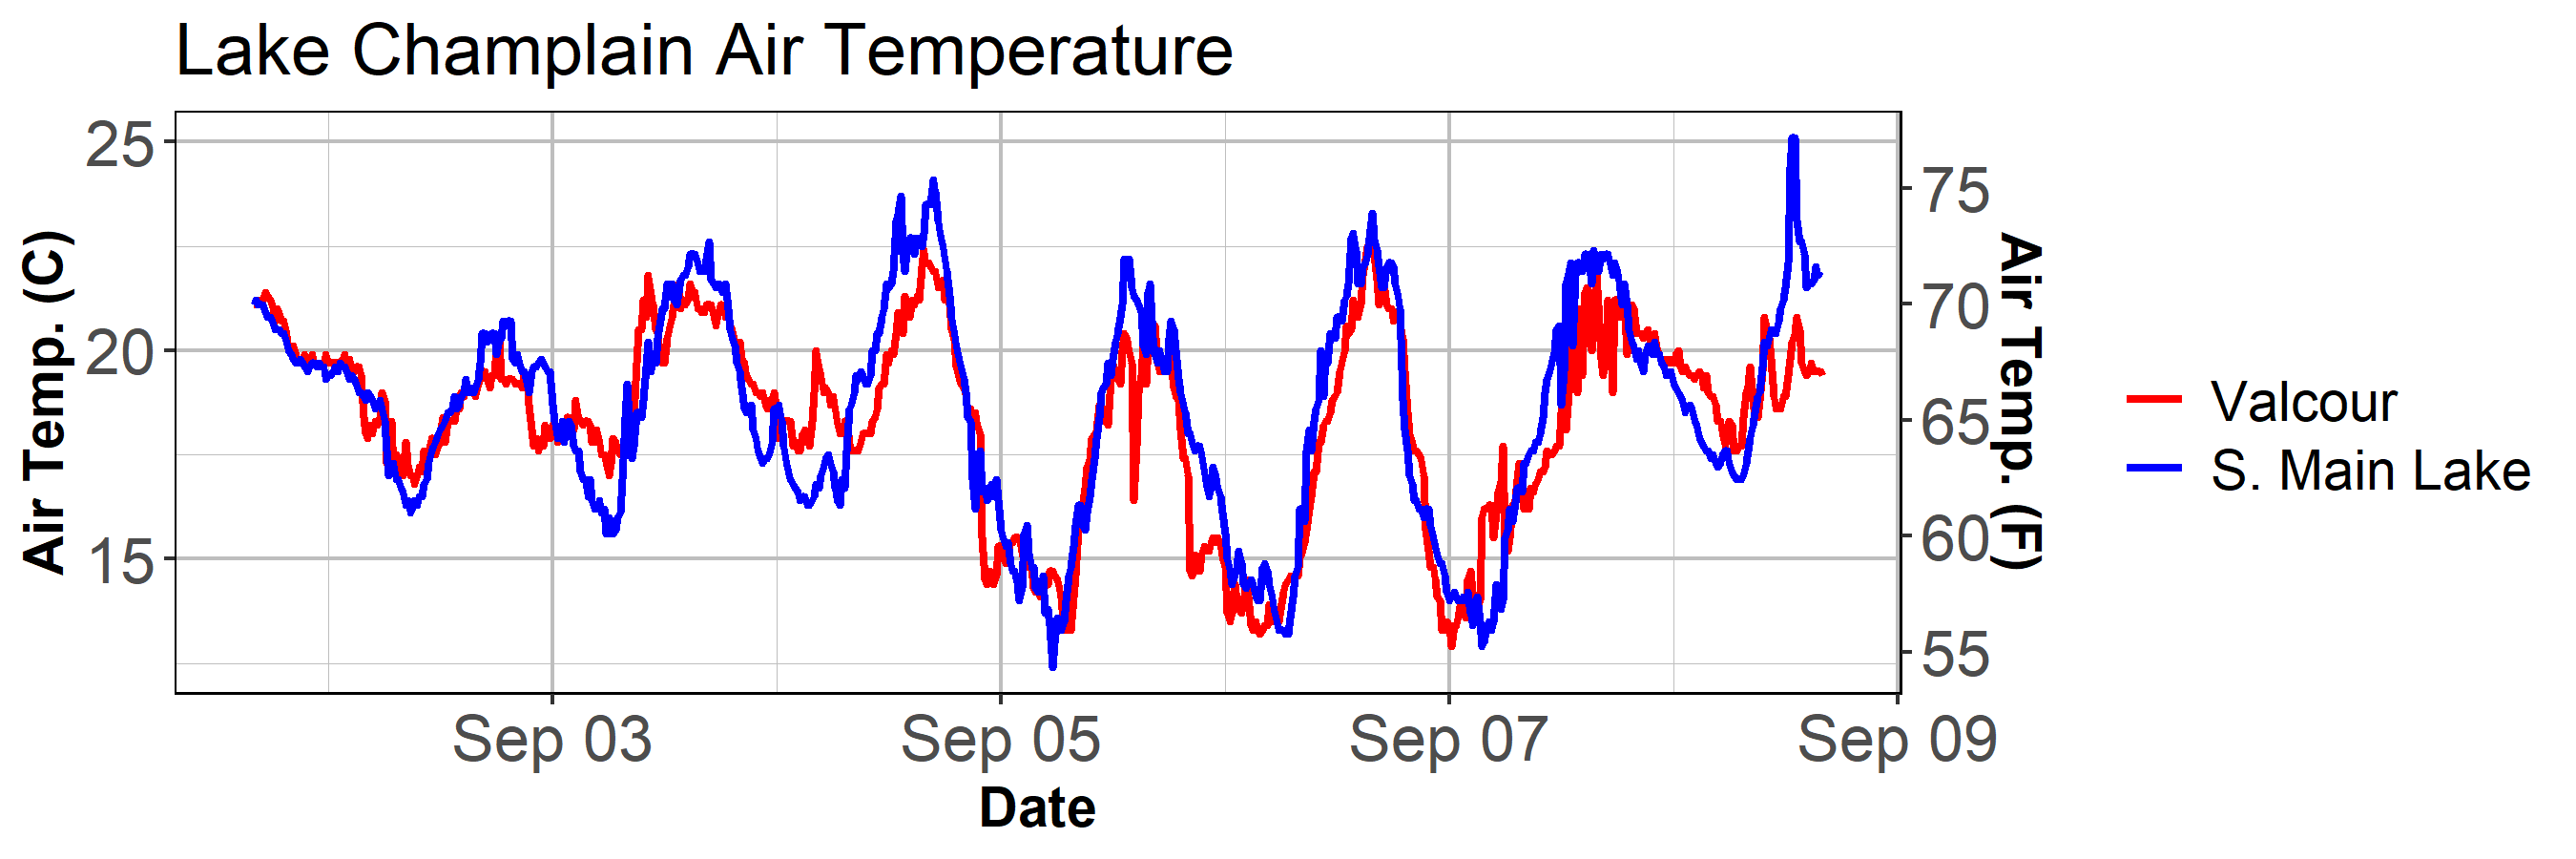 Lake Champlain Air Temperature
Air Temp. (C)
25
20
15
75
70
65
60
55
Air Temp. (F)
Sep 03
Sep 05
Sep 07
Sep 09
Date
Valcour
S. Main Lake